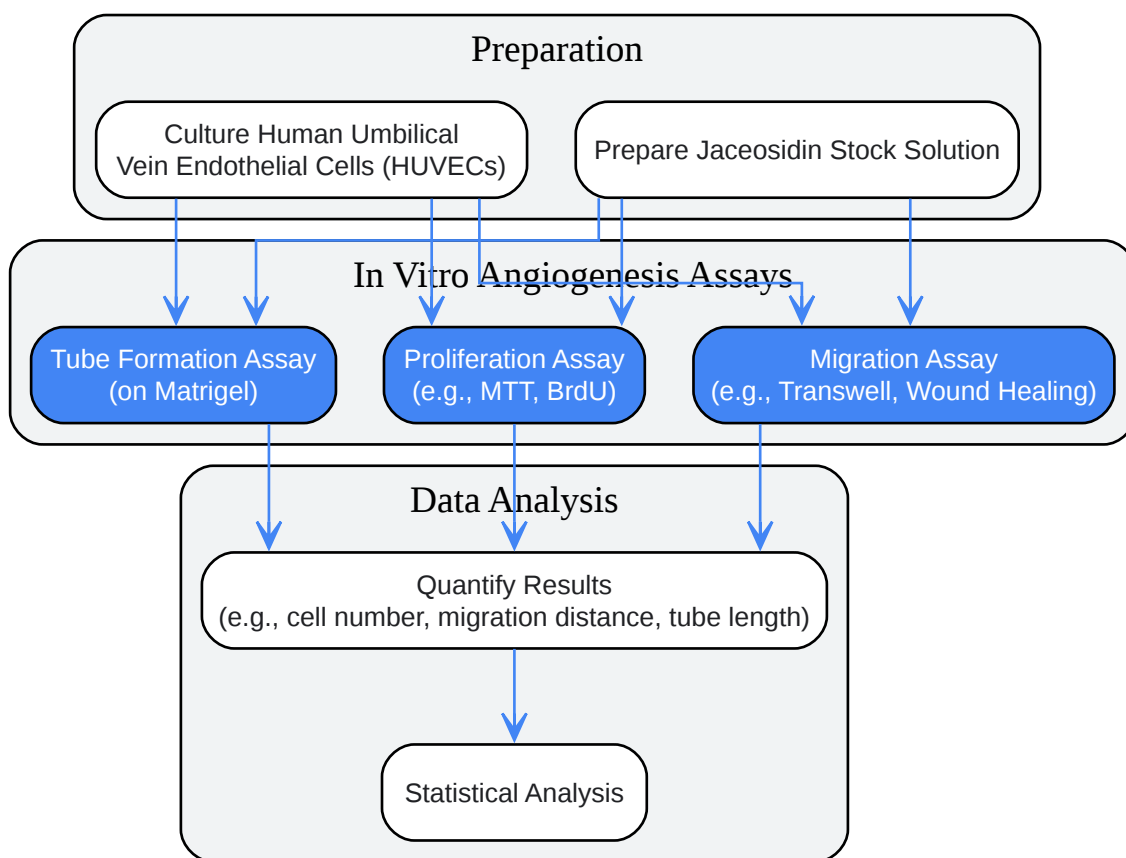 Preparation
Culture Human Umbilical
Vein Endothelial Cells (HUVECs)
Prepare Jaceosidin Stock Solution
In Vitro Angiogenesis Assays
Tube Formation Assay
(on Matrigel)
Proliferation Assay
(e.g., MTT, BrdU)
Migration Assay
(e.g., Transwell, Wound Healing)
Data Analysis
Quantify Results
(e.g., cell number, migration distance, tube length)
Statistical Analysis